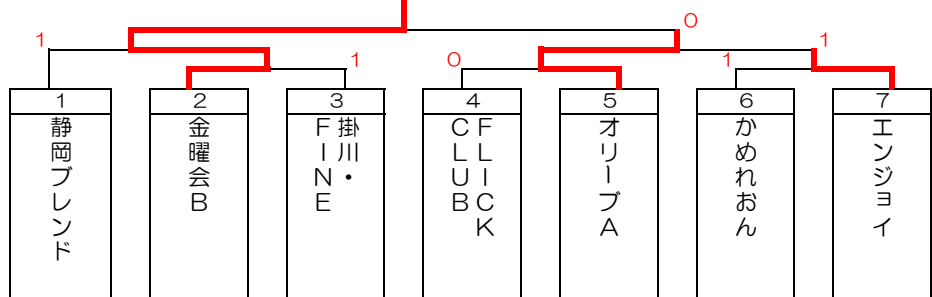 0
1
1
0
1
1
1
2
3
4
5
6
7
静岡ブレンド
金曜会B
掛川・
FINE
FLICK
CLUB
オリーブA
かめれおん
エンジョイ